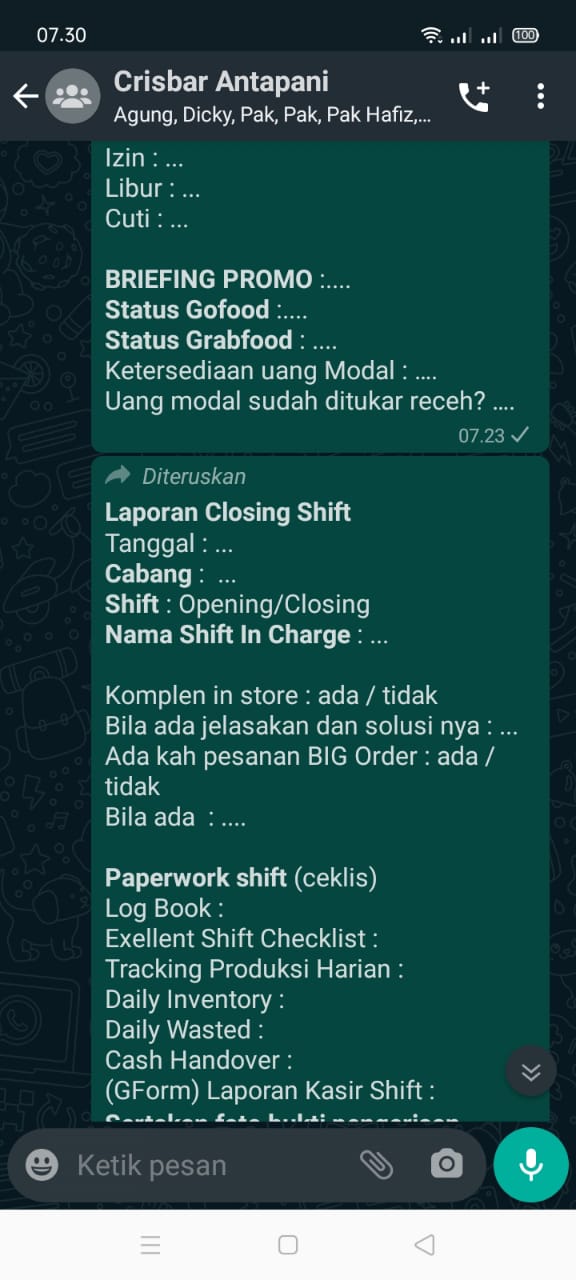 07.30
100
Crisbar Antapani
Agung, Dicky, Pak, Pak, Pak Hafiz,...
Izin : ...
Libur : ...
Cuti : ...
BRIEFING PROMO :....
Status Gofood :....
Status Grabfood : ....
Ketersediaan uang Modal : ....
Uang modal sudah ditukar receh? ....
07.23
Diteruskan
Laporan Closing Shift
Tanggal : ...
Cabang :  ...
Shift : Opening/Closing
Nama Shift In Charge : ...
Komplen in store : ada / tidak
Bila ada jelasakan dan solusi nya : ...
Ada kah pesanan BIG Order : ada /
tidak
Bila ada  : ....
Paperwork shift (ceklis)
Log Book :
Exellent Shift Checklist :
Tracking Produksi Harian :
Daily Inventory :
Daily Wasted :
Cash Handover :
(GForm) Laporan Kasir Shift :
Sertakan foto bukti pengerisan
Ketik pesan